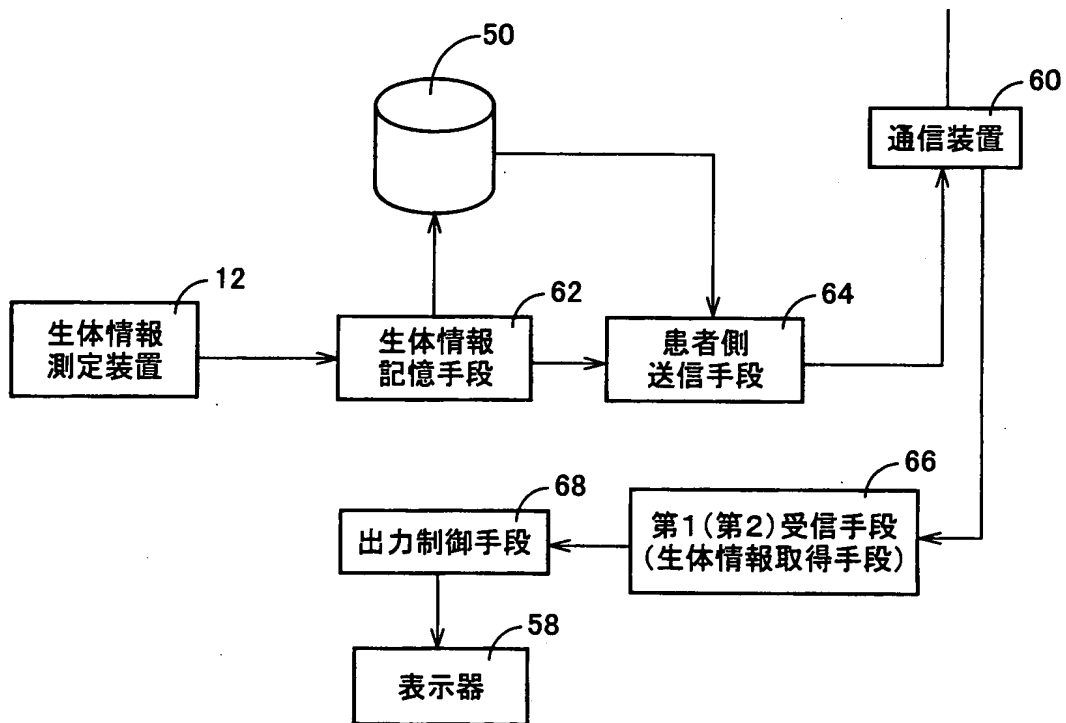 50
60
通信装置
12
生体情報
測定装置
62
生体情報
記憶手段
64
患者側
送信手段
66
第1(第2)受信手段
(生体情報取得手段)
68
出力制御手段
58
表示器